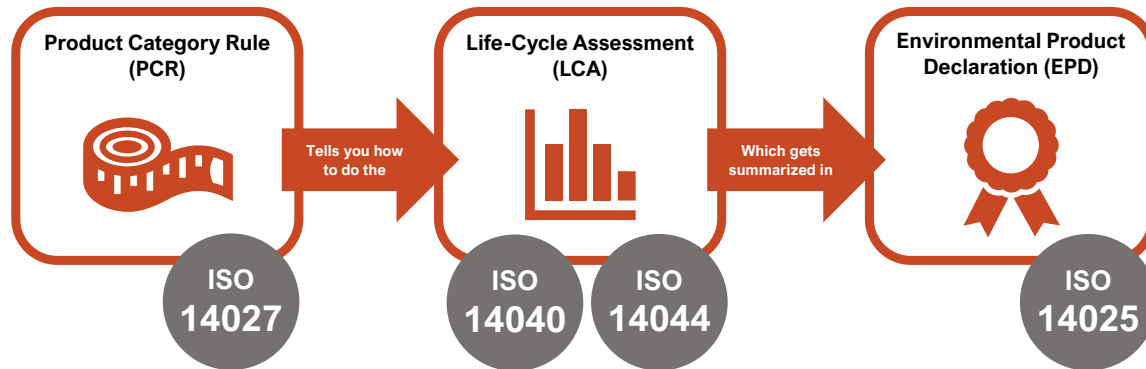 Product Category Rule
(PCR)
Tells you how
to do the
Life-Cycle Assessment
(LCA)
Which gets
summarized in
Environmental Product
Declaration (EPD)
ISO
14027
ISO
14040
ISO
14044
ISO
14025